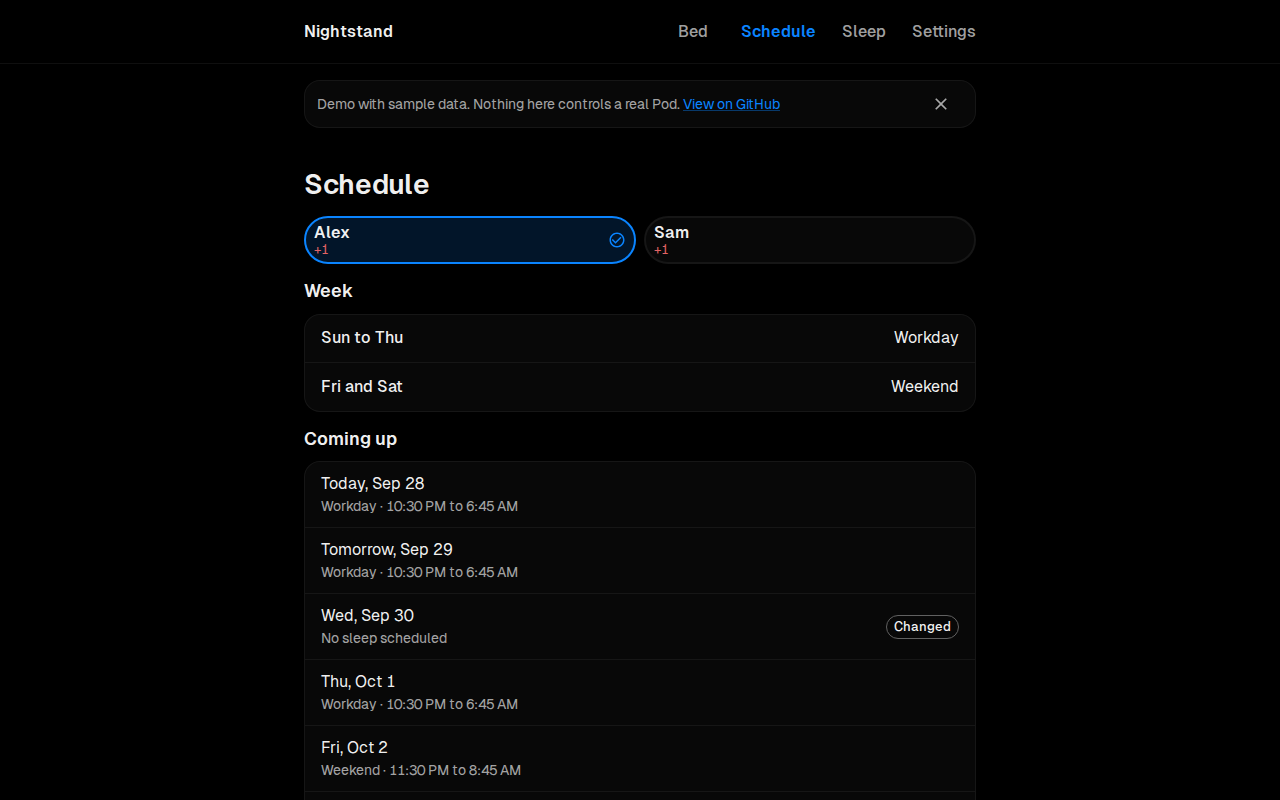 Nightstand
Bed Schedule Sleep Settings
Demo with sample data. Nothing here controls a real Pod. View on GitHub
Schedule
Alex
+1
Sam
+1
Week
Sun to Thu Workday
Fri and Sat Weekend
Coming up
Today, Sep 28
Workday · 10:30 PM to 6:45 AM
Tomorrow, Sep 29
Workday · 10:30 PM to 6:45 AM
Wed, Sep 30
No sleep scheduled
Changed
Thu, Oct 1
Workday · 10:30 PM to 6:45 AM
Fri, Oct 2
Weekend · 11:30 PM to 8:45 AM